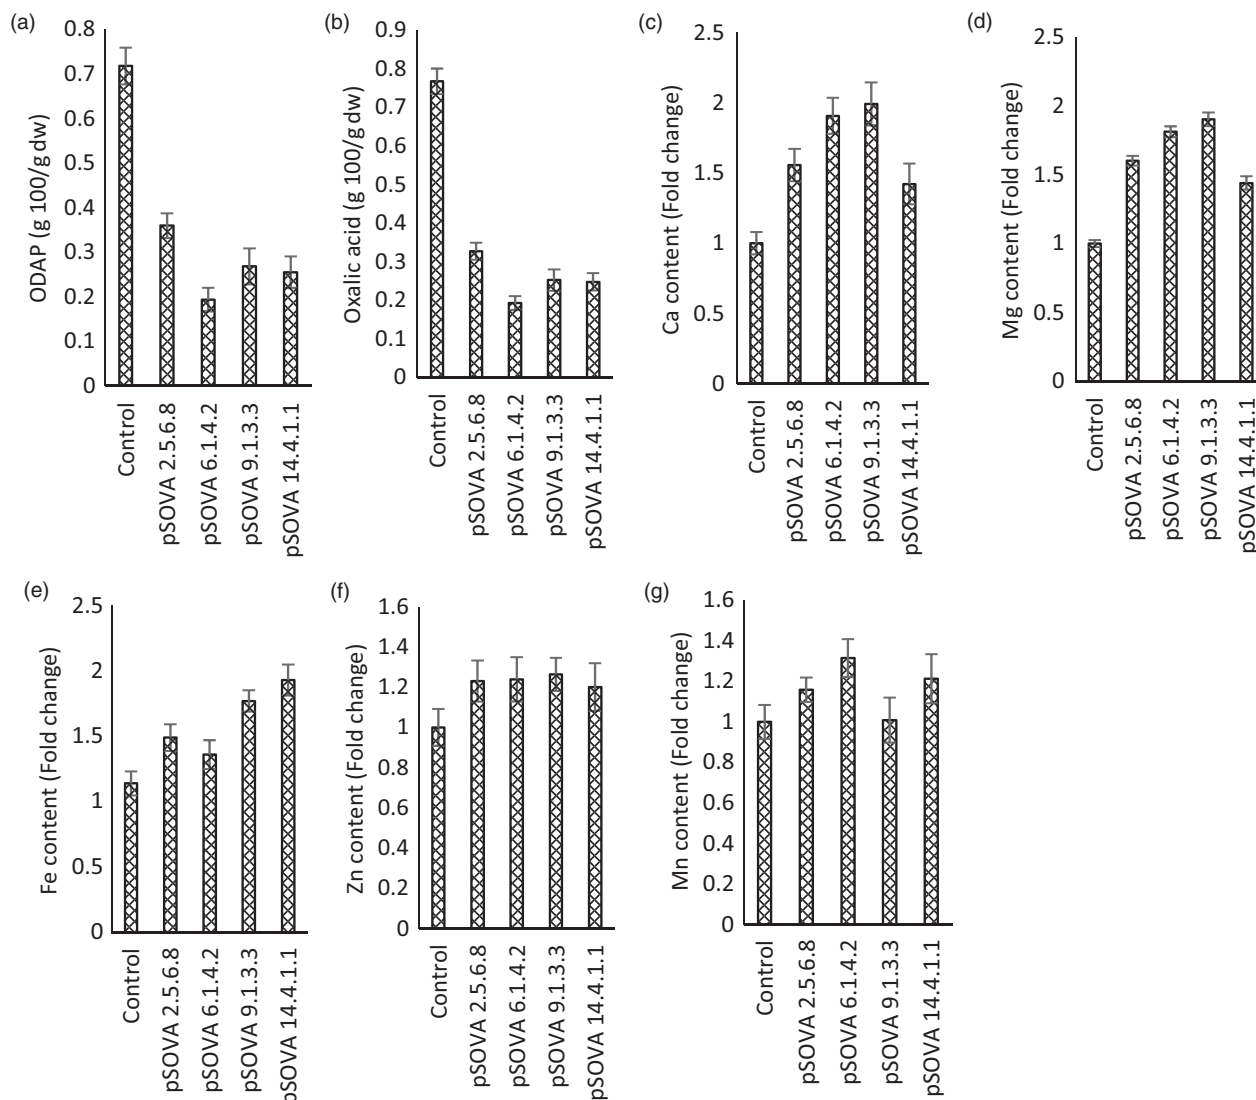 (a)
ODAP (g 100/g dw)
0.8
0.7
0.6
0.5
0.4
0.3
0.2
0.1
0
Control
pSOVA 2.5.6.8
pSOVA 6.1.4.2
pSOVA 9.1.3.3
pSOVA 14.4.1.1
(b)
Oxalic acid (g 100/g dw)
0.9
0.8
0.7
0.6
0.5
0.4
0.3
0.2
0.1
0
Control
pSOVA 2.5.6.8
pSOVA 6.1.4.2
pSOVA 9.1.3.3
pSOVA 14.4.1.1
(c)
Ca content (Fold change)
2.5
2
1.5
1
0.5
0
Control
pSOVA 2.5.6.8
pSOVA 6.1.4.2
pSOVA 9.1.3.3
pSOVA 14.4.1.1
(d)
Mg content (Fold change)
2.5
2
1.5
1
0.5
0
Control
pSOVA 2.5.6.8
pSOVA 6.1.4.2
pSOVA 9.1.3.3
pSOVA 14.4.1.1
(e)
Fe content (Fold change)
2.5
2
1.5
1
0.5
0
Control
pSOVA 2.5.6.8
pSOVA 6.1.4.2
pSOVA 9.1.3.3
pSOVA 14.4.1.1
(f)
Zn content (Fold change)
1.6
1.4
1.2
1
0.8
0.6
0.4
0.2
0
Control
pSOVA 2.5.6.8
pSOVA 6.1.4.2
pSOVA 9.1.3.3
pSOVA 14.4.1.1
(g)
Mn content (Fold change)
1.6
1.4
1.2
1
0.8
0.6
0.4
0.2
0
Control
pSOVA 2.5.6.8
pSOVA 6.1.4.2
pSOVA 9.1.3.3
pSOVA 14.4.1.1